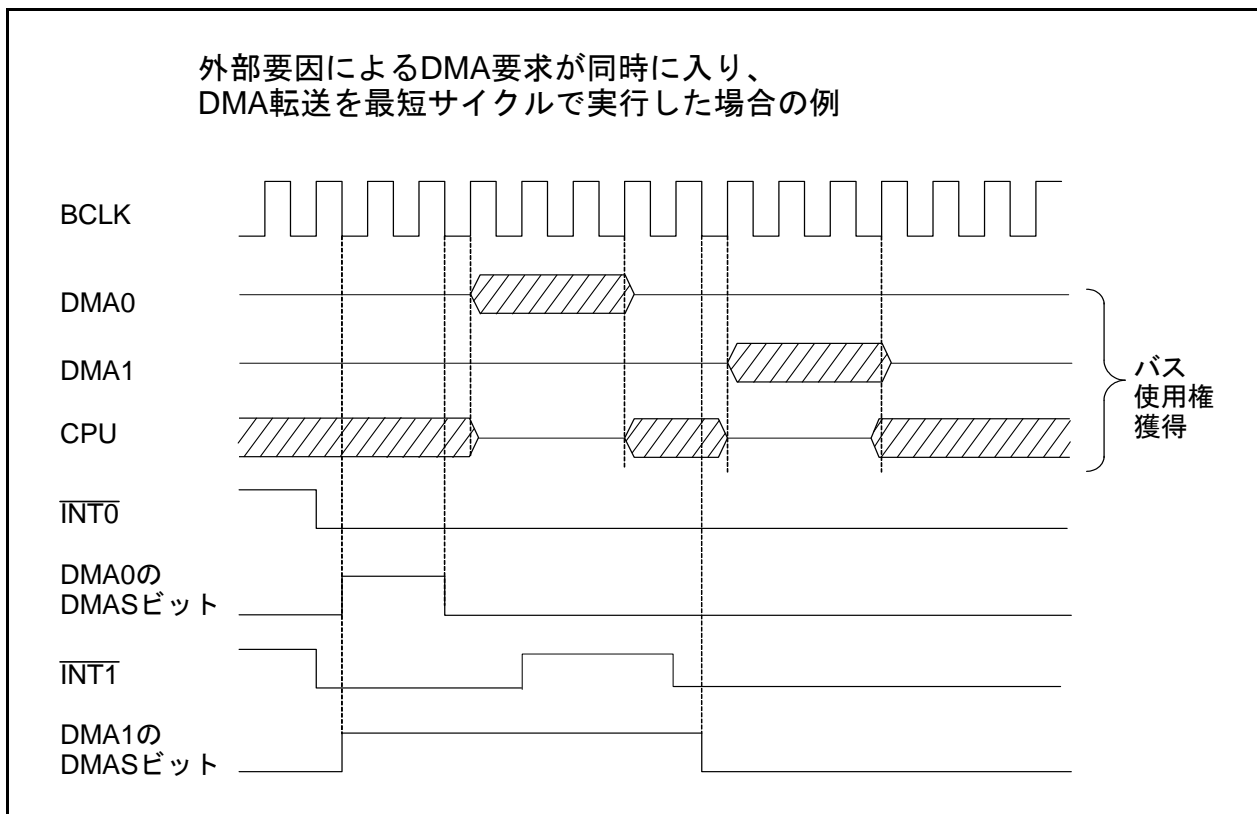 外部要因によるDMA要求が同時に入り、
DMA転送を最短サイクルで実行した場合の例
BCLK
DMA0
DMA1
CPU
バス
使用権
獲得
INT0
DMA0の
DMASビット
INT1
DMA1の
DMASビット